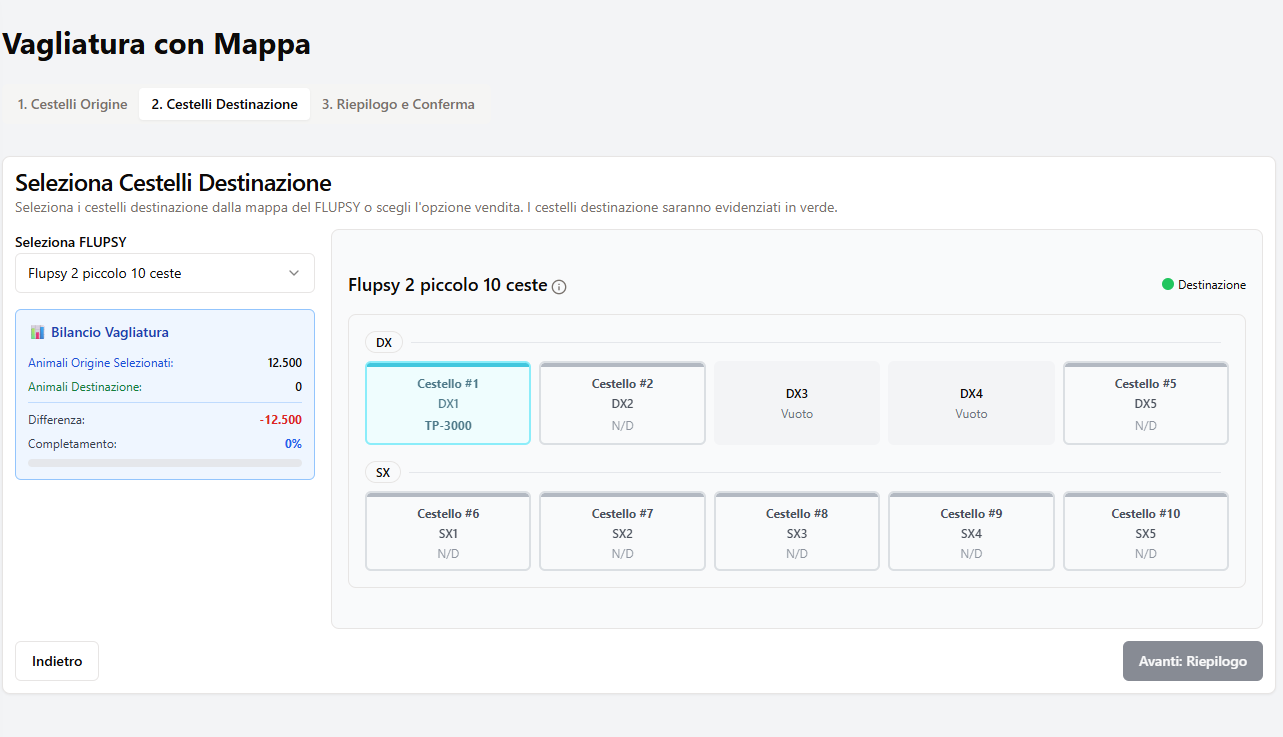 Vagliatura con Mappa
1. Cestelli Origine 2. Cestelli Destinazione 3. Riepilogo e Conferma
Seleziona Cestelli Destinazione
Seleziona i cestelli destinazione dalla mappa del FLUPSY o scegli l'opzione vendita. I cestelli destinazione saranno evidenziati in verde.
Seleziona FLUPSY
Flupsy 2 piccolo 10 ceste
Bilancio Vagliatura
Animali Origine Selezionati: 12.500
Animali Destinazione: 0
Differenza: -12.500
Completamento: 0%
Flupsy 2 piccolo 10 ceste
Destinazione
DX
Cestello #1
DX1
TP-3000
Cestello #2
DX2
N/D
DX3
Vuoto
DX4
Vuoto
Cestello #5
DX5
N/D
SX
Cestello #6
SX1
N/D
Cestello #7
SX2
N/D
Cestello #8
SX3
N/D
Cestello #9
SX4
N/D
Cestello #10
SX5
N/D
Indietro
Avanti: Riepilogo